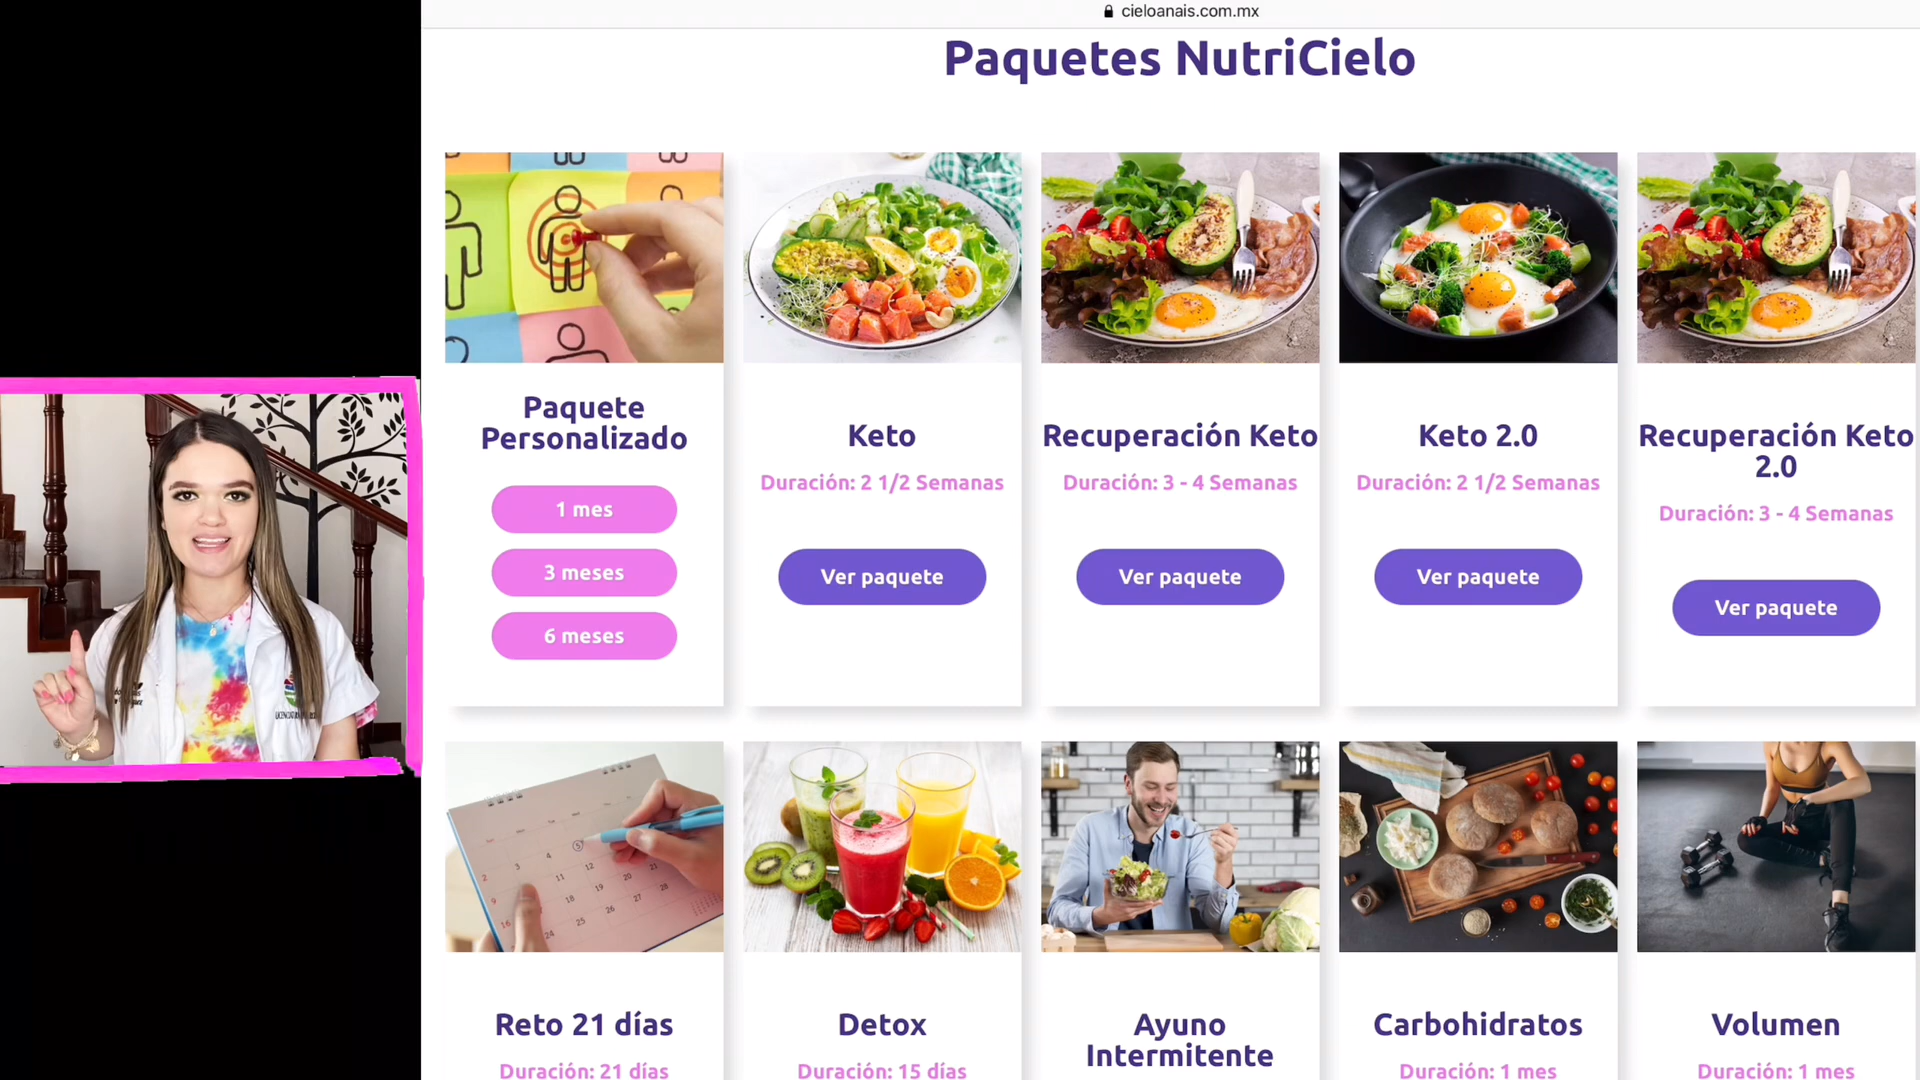 cieloanais.com.mx
Paquetes NutriCielo
Paquete
Personalizado
1 mes
3 meses
6 meses
Keto
Duración: 2 1/2 Semanas
Ver paquete
Recuperación Keto
Duración: 3 - 4 Semanas
Ver paquete
Keto 2.0
Duración: 2 1/2 Semanas
Ver paquete
Recuperación Keto
2.0
Duración: 3 - 4 Semanas
Ver paquete
Reto 21 días
Duración: 21 días
Detox
Duración: 15 días
Ayuno
Intermitente
Carbohidratos
Duración: 1 mes
Volumen
Duración: 1 mes